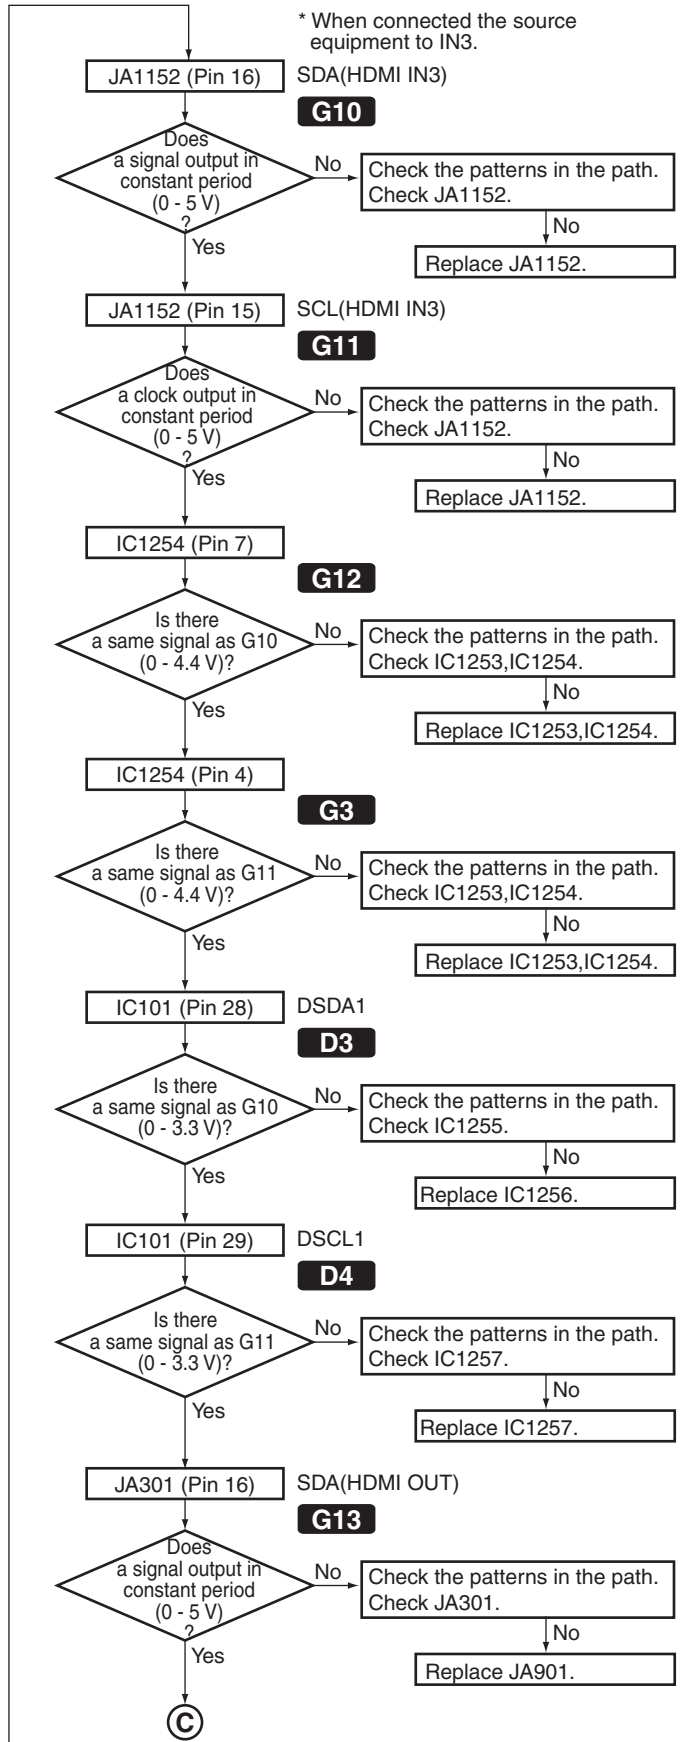 * When connected the source
equipment to IN3.
JA1152 (Pin 16)
SDA(HDMI IN3)
G10
Does
a signal output in
constant period
(0 - 5 V)
?
No
Check the patterns in the path.
Check JA1152.
No
Replace JA1152.
Yes
JA1152 (Pin 15)
SCL(HDMI IN3)
G11
Does
a clock output in
constant period
(0 - 5 V)
?
No
Check the patterns in the path.
Check JA1152.
No
Replace JA1152.
Yes
IC1254 (Pin 7)
G12
Is there
a same signal as G10
(0 - 4.4 V)?
No
Check the patterns in the path.
Check IC1253,IC1254.
No
Replace IC1253,IC1254.
Yes
IC1254 (Pin 4)
G3
Is there
a same signal as G11
(0 - 4.4 V)?
No
Check the patterns in the path.
Check IC1253,IC1254.
No
Replace IC1253,IC1254.
Yes
IC101 (Pin 28)
DSDA1
D3
Is there
a same signal as G10
(0 - 3.3 V)?
No
Check the patterns in the path.
Check IC1255.
No
Replace IC1256.
Yes
IC101 (Pin 29)
DSCL1
D4
Is there
a same signal as G11
(0 - 3.3 V)?
No
Check the patterns in the path.
Check IC1257.
No
Replace IC1257.
Yes
JA301 (Pin 16)
SDA(HDMI OUT)
G13
Does
a signal output in
constant period
(0 - 5 V)
?
No
Check the patterns in the path.
Check JA301.
No
Replace JA901.
Yes
C